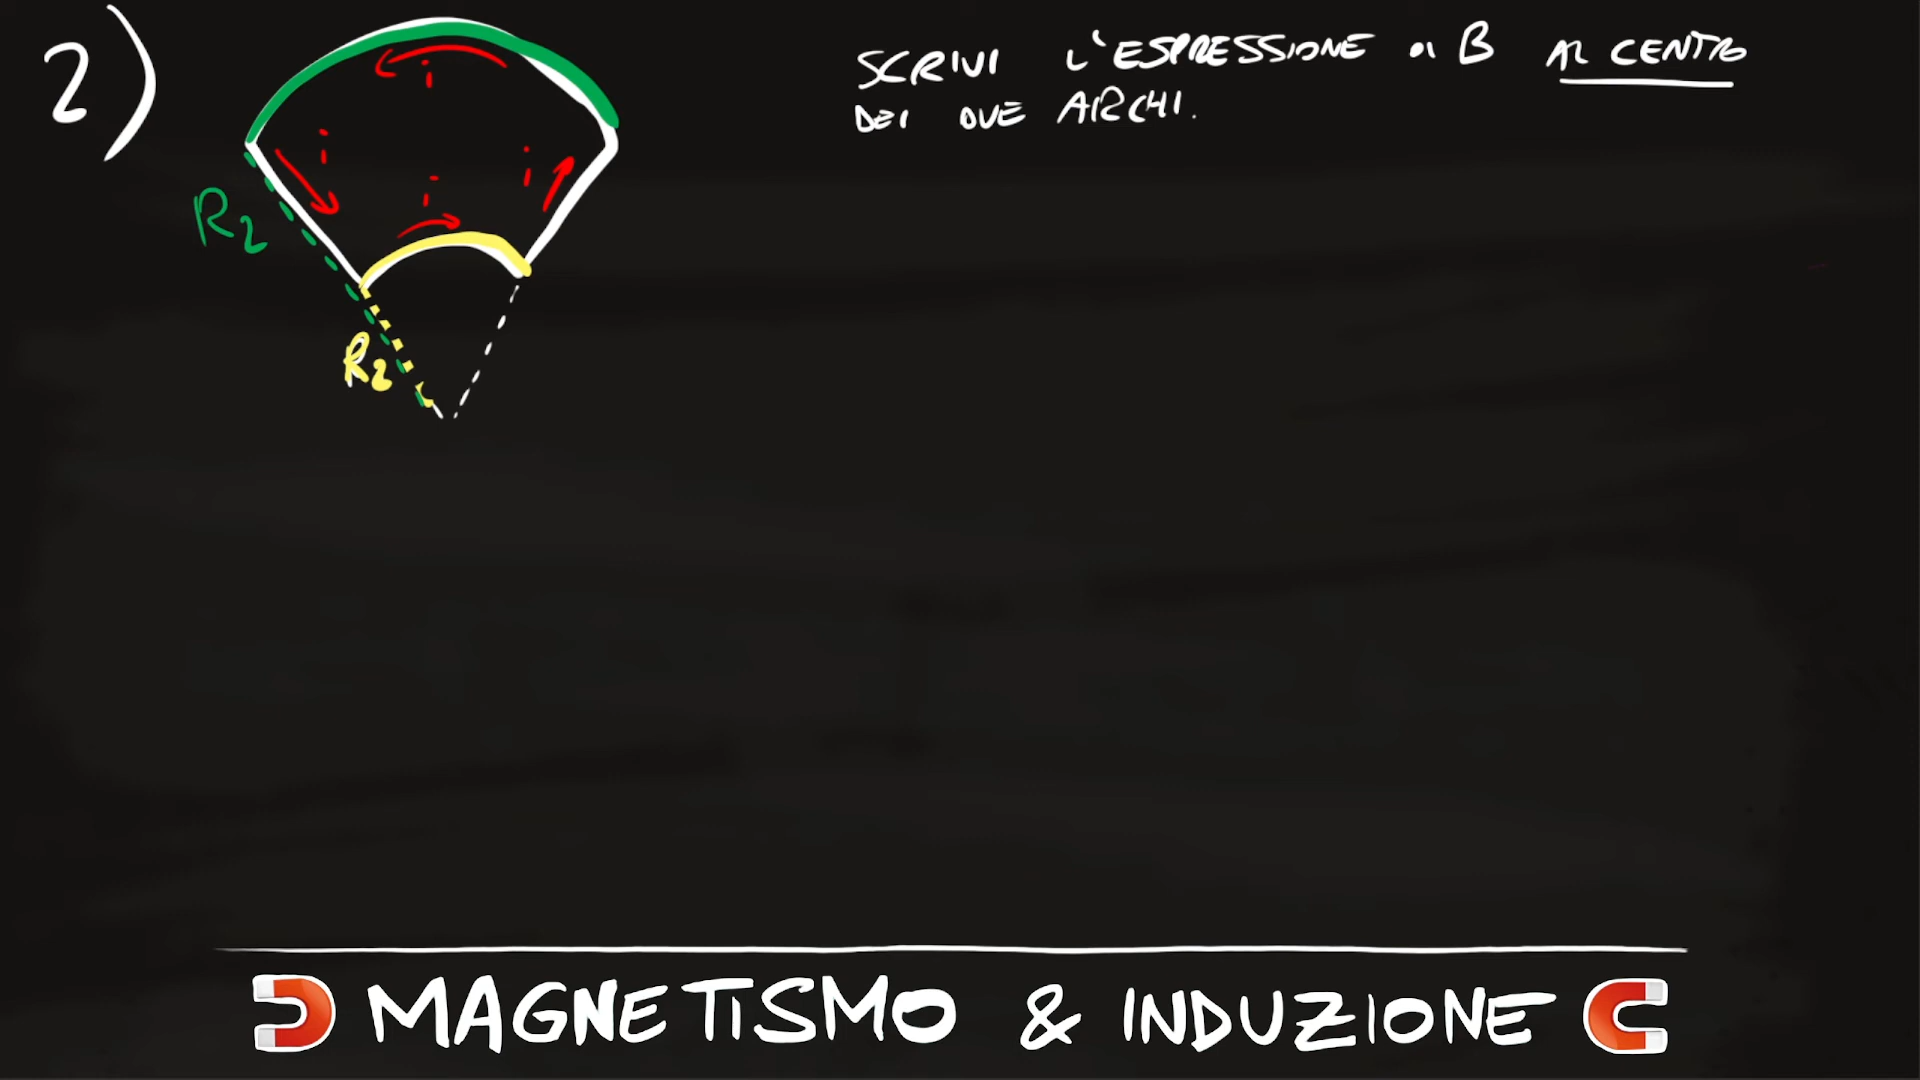 2)
i
i
i
i
R2
R2
SCRIVI L'ESPRESSIONE DI B AL CENTRO
DEI DUE ARCHI.
MAGNETISMO & INDUZIONE